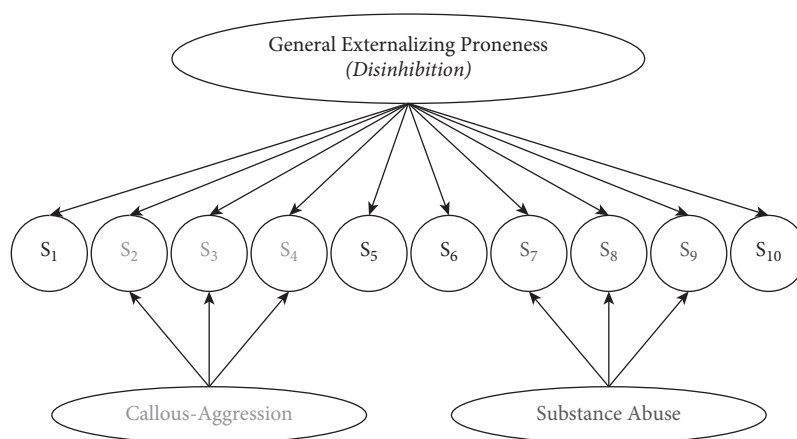 General Externalizing Proneness
(Disinhibition)
S1 S2 S3 S4 S5 S6 S7 S8 S9 S10
Callous-Aggression Substance Abuse